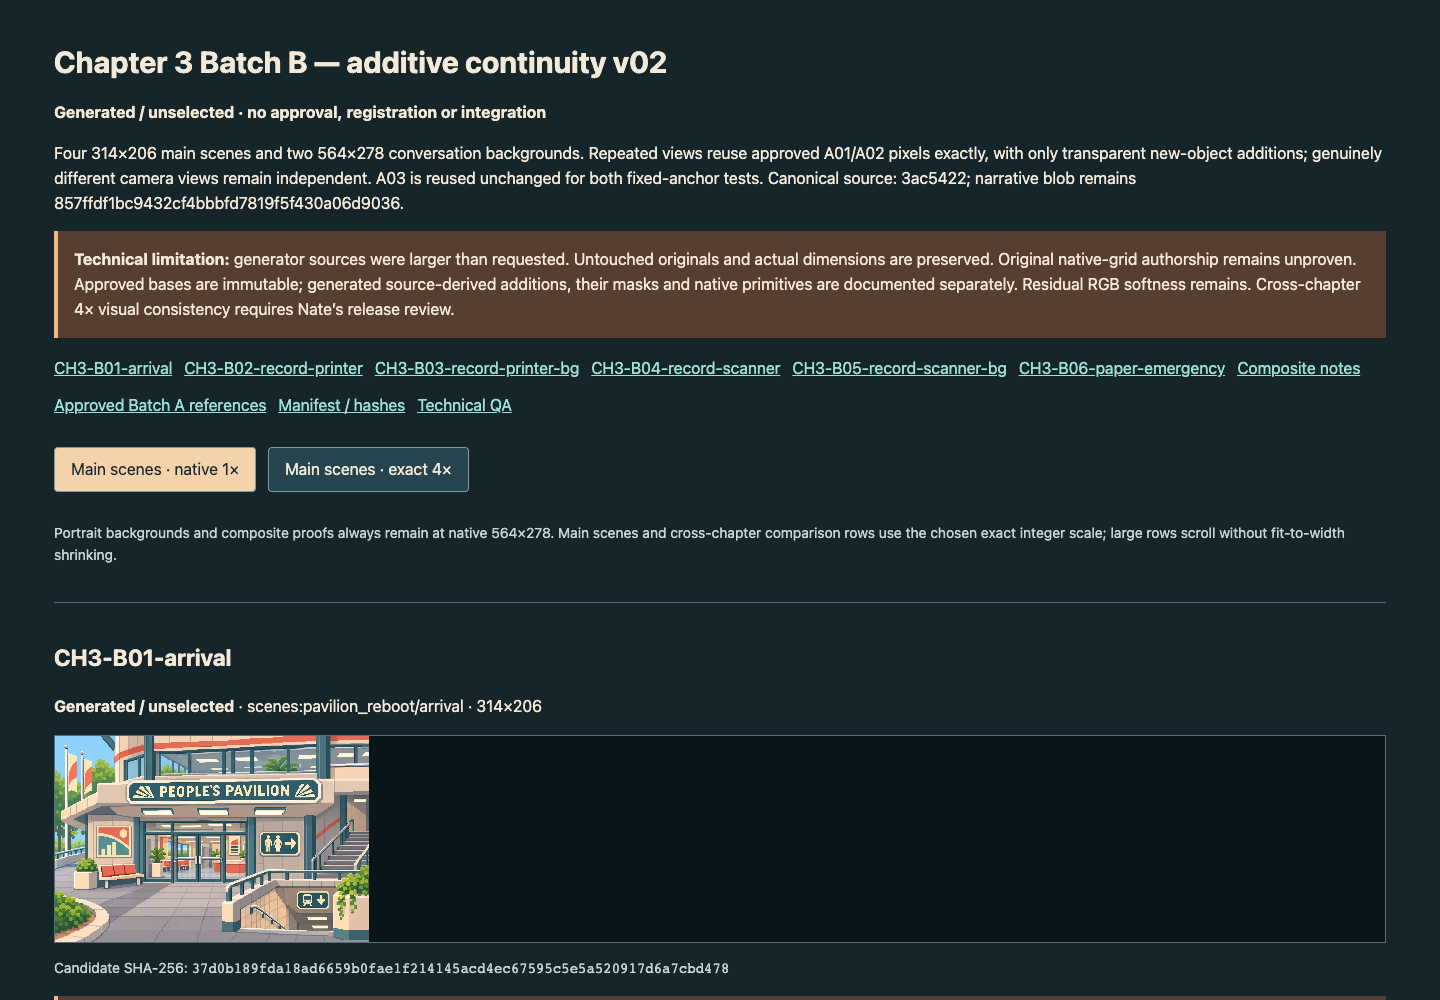 Chapter 3 Batch B — additive continuity v02
Generated / unselected · no approval, registration or integration
Four 314×206 main scenes and two 564×278 conversation backgrounds. Repeated views reuse approved A01/A02 pixels exactly, with only transparent new-object additions; genuinely
different camera views remain independent. A03 is reused unchanged for both fixed-anchor tests. Canonical source: 3ac5422; narrative blob remains
857ffdf1bc9432cf4bbbfd7819f5f430a06d9036.
Technical limitation: generator sources were larger than requested. Untouched originals and actual dimensions are preserved. Original native-grid authorship remains unproven.
Approved bases are immutable; generated source-derived additions, their masks and native primitives are documented separately. Residual RGB softness remains. Cross-chapter
4× visual consistency requires Nate's release review.
CH3-B01-arrival CH3-B02-record-printer CH3-B03-record-printer-bg CH3-B04-record-scanner CH3-B05-record-scanner-bg CH3-B06-paper-emergency Composite notes
Approved Batch A references Manifest / hashes Technical QA
Main scenes · native 1× Main scenes · exact 4×
Portrait backgrounds and composite proofs always remain at native 564×278. Main scenes and cross-chapter comparison rows use the chosen exact integer scale; large rows scroll without fit-to-width
shrinking.
CH3-B01-arrival
Generated / unselected · scenes:pavilion_reboot/arrival · 314×206
PEOPLE'S PAVILION
Candidate SHA-256: 37d0b189fda18ad6659b0fae1f214145acd4ec67595c5e5a520917d6a7cbd478